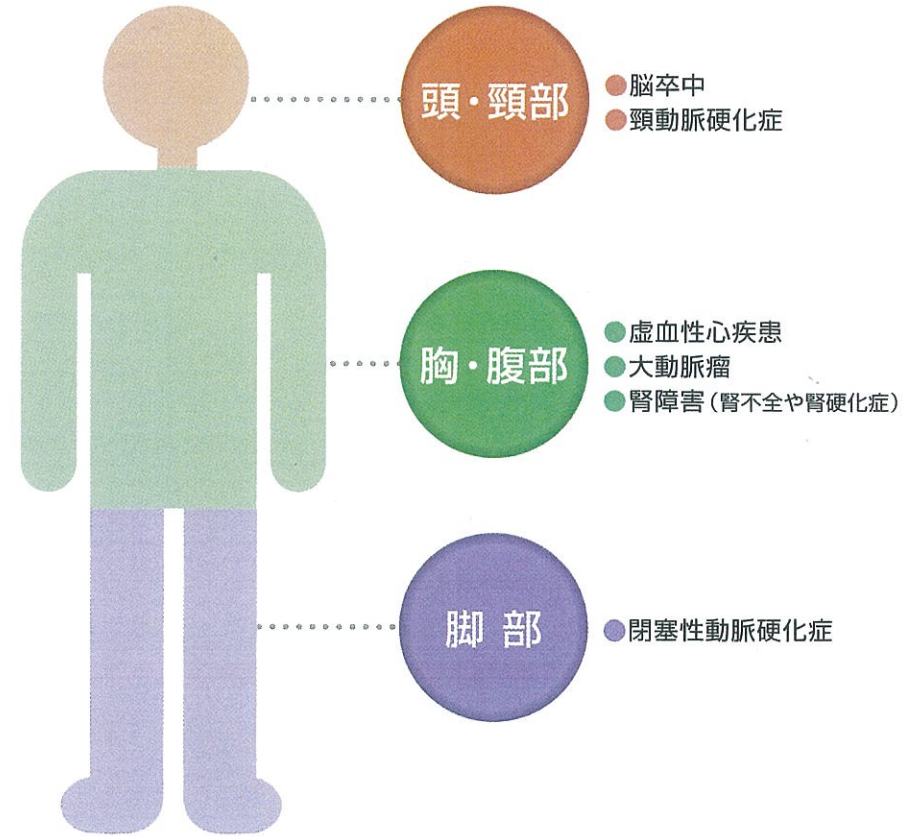 頭・頸部
●脳卒中
●頸動脈硬化症
胸・腹部
●虚血性心疾患
●大動脈瘤
●腎障害（腎不全や腎硬化症）
脚 部
●閉塞性動脈硬化症